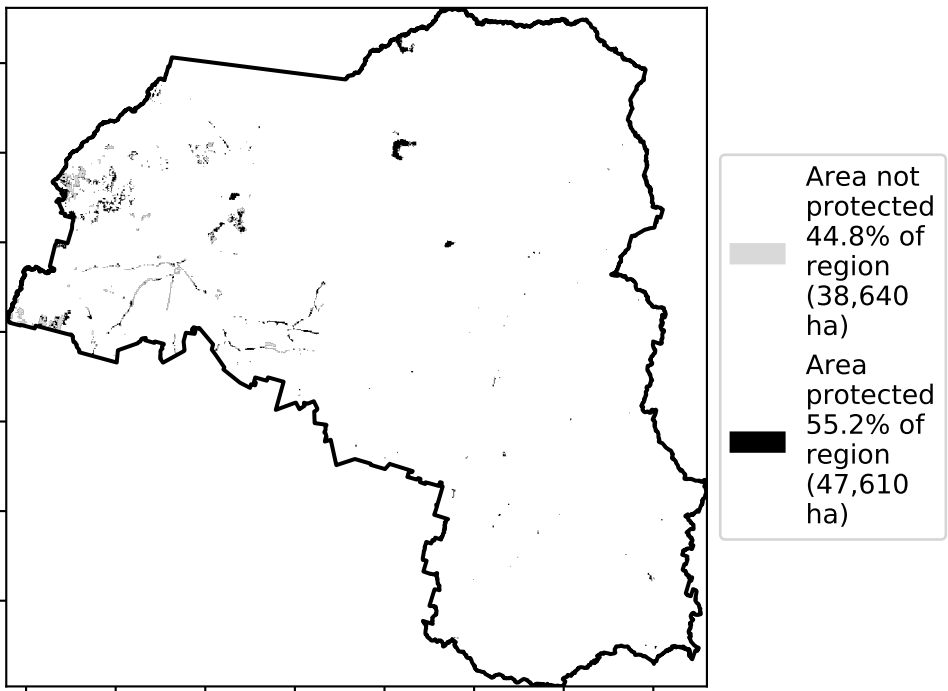 Area not
protected
44.8% of
region
(38,640
ha)
Area
protected
55.2% of
region
(47,610
ha)